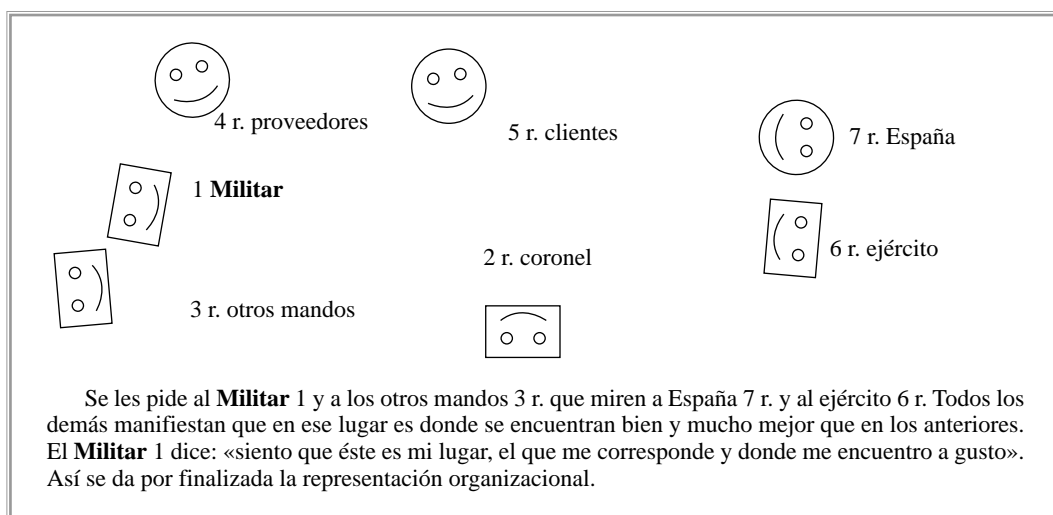 4 r. proveedores
5 r. clientes
7 r. España
1 Militar
6 r. ejército
2 r. coronel
3 r. otros mandos
Se les pide al Militar 1 y a los otros mandos 3 r. que miren a España 7 r. y al ejército 6 r. Todos los
demás manifiestan que en ese lugar es donde se encuentran bien y mucho mejor que en los anteriores.
El Militar 1 dice: «siento que éste es mi lugar, el que me corresponde y donde me encuentro a gusto».
Así se da por finalizada la representación organizacional.